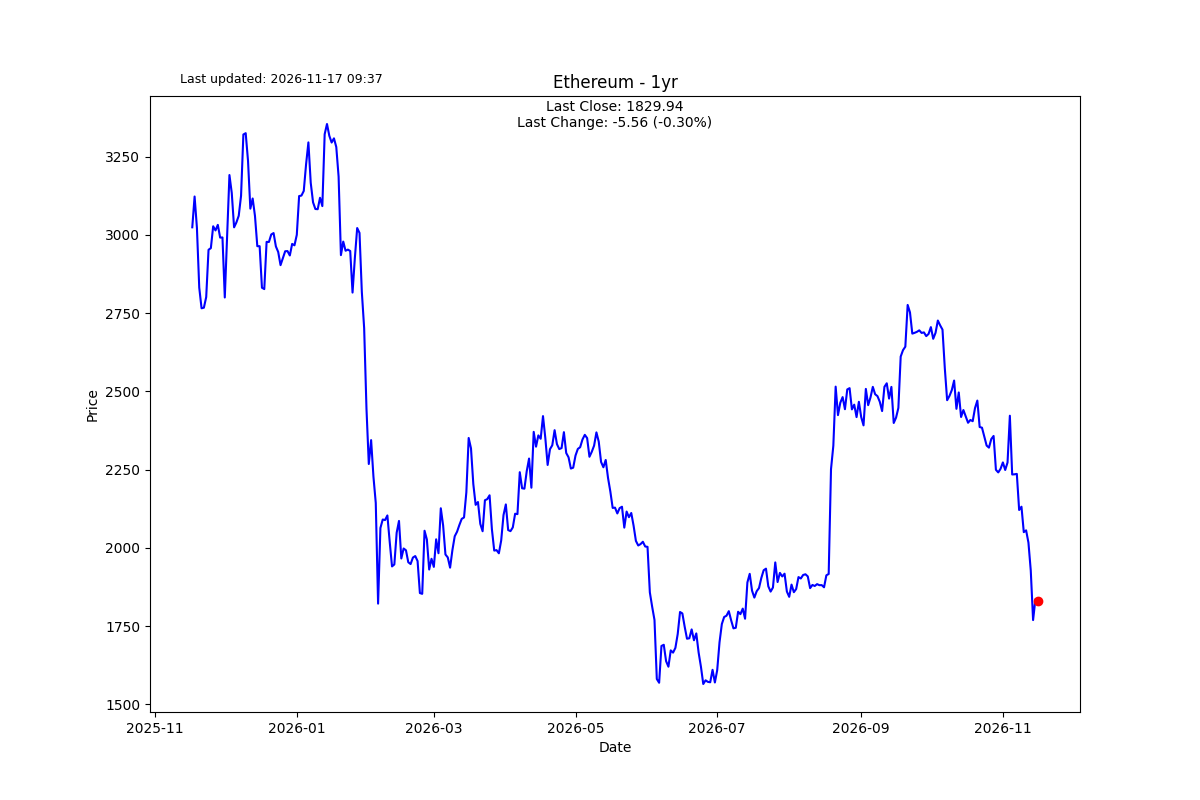 Last updated: 2026-11-17 09:37
Ethereum - 1yr
Last Close: 1829.94
Last Change: -5.56 (-0.30%)
3250
3000
2750
2500
2250
2000
1750
1500
Price
2025-11
2026-01
2026-03
2026-05
2026-07
2026-09
2026-11
Date